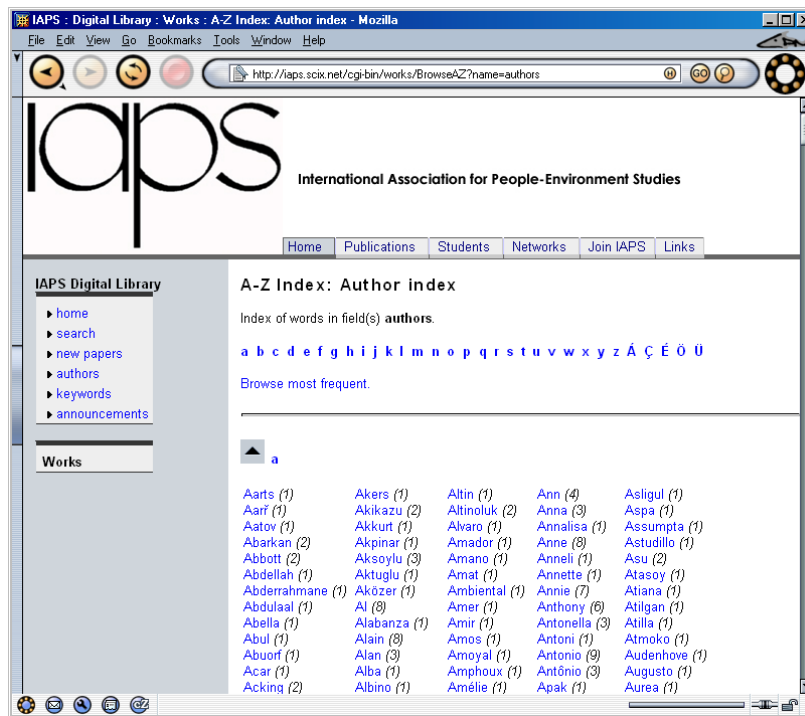 IAPS : Digital Library : Works : A-Z Index: Author index - Mozilla
File Edit View Go Bookmarks Tools Window Help
http://iaps.scix.net/cgi-bin/works/BrowseAZ?name=authors
GO
iaps
International Association for People-Environment Studies
Home Publications Students Networks Join IAPS Links
IAPS Digital Library
home
search
new papers
authors
keywords
announcements
Works
A-Z Index: Author index
Index of words in field(s) authors.
a b c d e f g h i j k l m n o p q r s t u v w x y z Á Ç É Ö Ü
Browse most frequent.
a
Aarts (1) Akers (1) Altin (1) Ann (4) Asligul (1)
Aarř (1) Akikazu (2) Altinoluk (2) Anna (3) Aspa (1)
Aatov (1) Akkurt (1) Alvaro (1) Annalisa (1) Assumpta (1)
Abarkan (2) Akpinar (1) Amador (1) Anne (8) Astudillo (1)
Abbott (2) Aksoylu (3) Amano (1) Anneli (1) Asu (2)
Abdellah (1) Aktuglu (1) Amat (1) Annette (1) Atasoy (1)
Abderrahmane (1) Aközer (1) Ambiental (1) Annie (7) Atiana (1)
Abdulaal (1) Al (8) Amer (1) Anthony (6) Atilgan (1)
Abella (1) Alabanza (1) Amir (1) Antonella (3) Atilla (1)
Abul (1) Alain (8) Amos (1) Antoni (1) Atmoko (1)
Abuorf (1) Alan (3) Amoyal (1) Antonio (9) Audenhove (1)
Acar (1) Alba (1) Amphoux (1) Antônio (3) Augusto (1)
Acking (2) Albino (1) Amélie (1) Apak (1) Aurea (1)